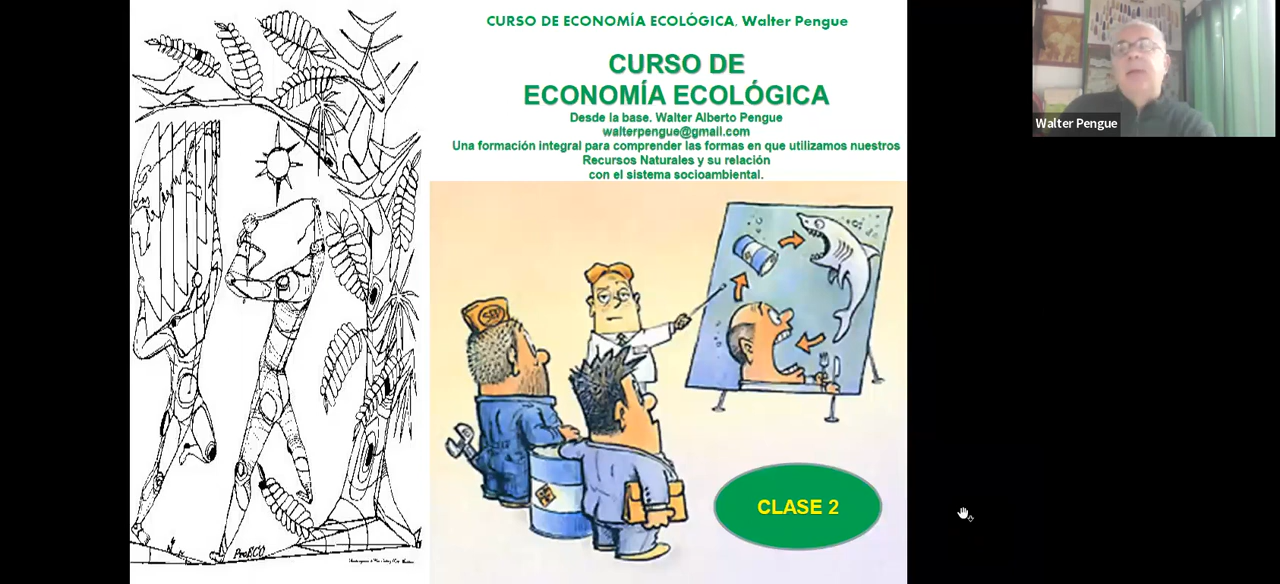 CURSO DE ECONOMÍA ECOLÓGICA, Walter Pengue
CURSO DE
ECONOMÍA ECOLÓGICA
Desde la base. Walter Alberto Pengue
walterpengue@gmail.com
Una formación integral para comprender las formas en que utilizamos nuestros
Recursos Naturales y su relación
con el sistema socioambiental.
CLASE 2
ProECO
Walter Pengue